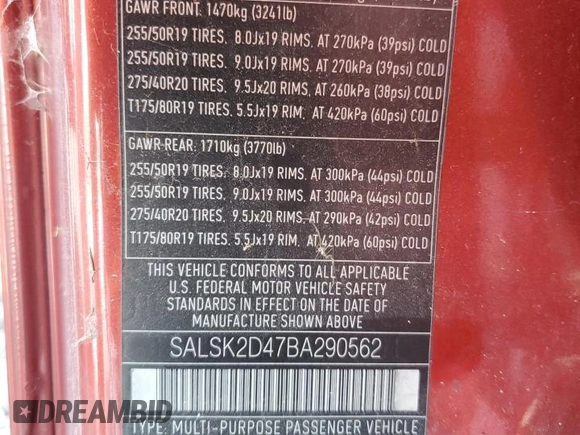 GAWR FRONT. 1470kg (3241lb)
255/50R19 TIRES. 8.0Jx19 RIMS, AT 270kPa (39psi) COLD
255/50R19 TIRES. 9.0Jx19 RIMS, AT 270kPa (39psi) COLD
275/40R20 TIRES. 9.5Jx20 RIMS, AT 260kPa (38psi) COLD
T175/80R19 TIRES. 5.5Jx19 RIM, AT 420kPa (60psi) COLD
GAWR-REAR: 1710kg (3770lb)
255/50R19 TIRES. 8.0Jx19 RIMS, AT 300kPa (44psi) COLD
255/50R19 TIRES. 9.0Jx19 RIMS, AT 300kPa (44psi) COLD
275/40R20 TIRES. 9.5Jx20 RIMS, AT 290kPa (42psi) COLD
T175/80R19 TIRES. 5.5Jx19 RIM, AT 420kPa (60psi) COLD
THIS VEHICLE CONFORMS TO ALL APPLICABLE
U.S. FEDERAL MOTOR VEHICLE SAFETY
STANDARDS IN EFFECT ON THE DATE OF
MANUFACTURE SHOWN ABOVE
SALSK2D47BA290562
TYPE: MULTI-PURPOSE PASSENGER VEHICLE
DREAMBID